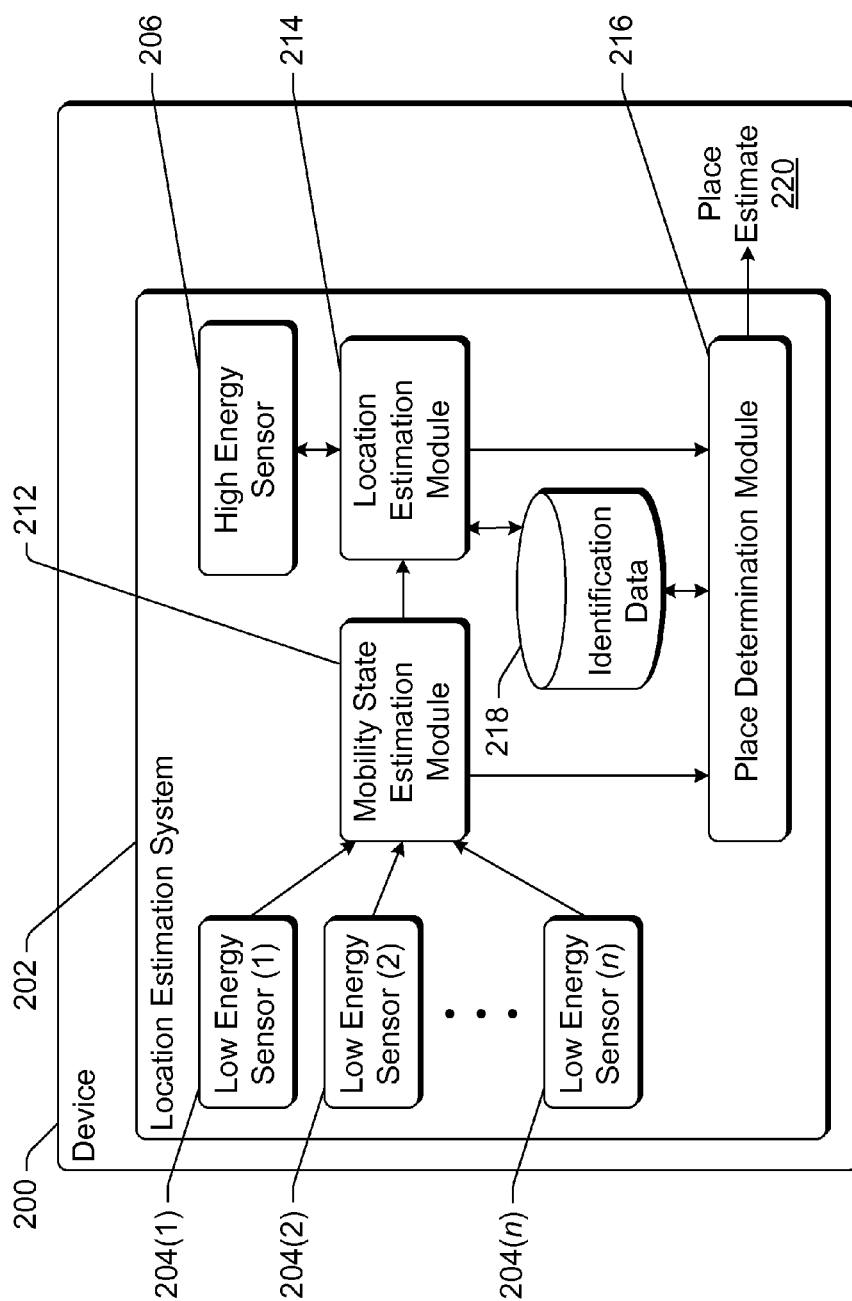 200
202
212
206
Device
Location Estimation System
204(1)
Low Energy
Sensor (1)
204(2)
Low Energy
Sensor (2)
204(n)
Low Energy
Sensor (n)
Mobility State
Estimation
Module
High Energy
Sensor
214
Location
Estimation
Module
218
Identification
Data
216
Place Determination Module
Place
Estimate
220